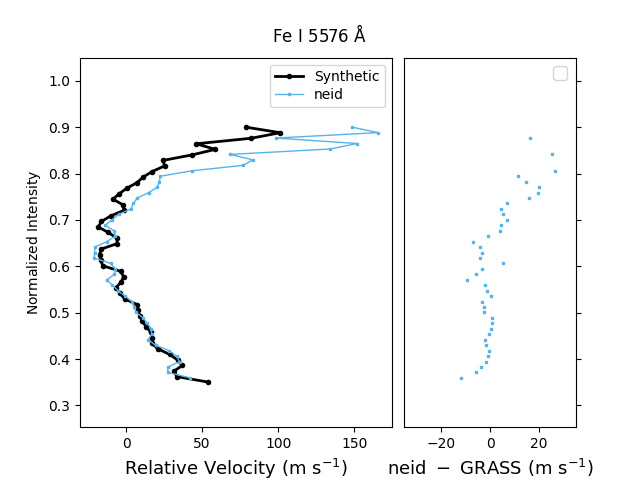 Fe I 5576 Å
Synthetic
neid
Normalized Intensity
1.0
0.9
0.8
0.7
0.6
0.5
0.4
0.3
0 50 100 150
Relative Velocity (m s⁻¹)
−20 0 20
neid − GRASS (m s⁻¹)